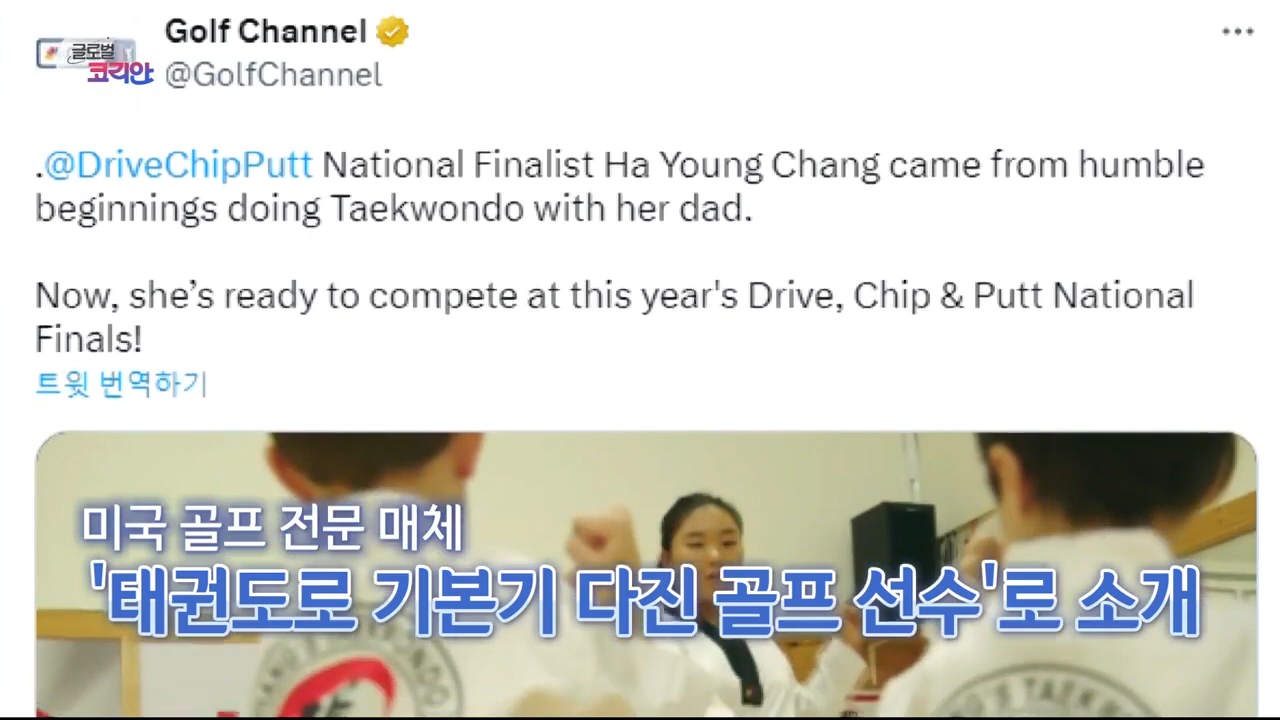 Golf Channel
글로벌
코리안
@GolfChannel
.@DriveChipPutt National Finalist Ha Young Chang came from humble
beginnings doing Taekwondo with her dad.
Now, she’s ready to compete at this year's Drive, Chip & Putt National
Finals!
트윗 번역하기
미국 골프 전문 매체
'태권도로 기본기 다진 골프 선수'로 소개